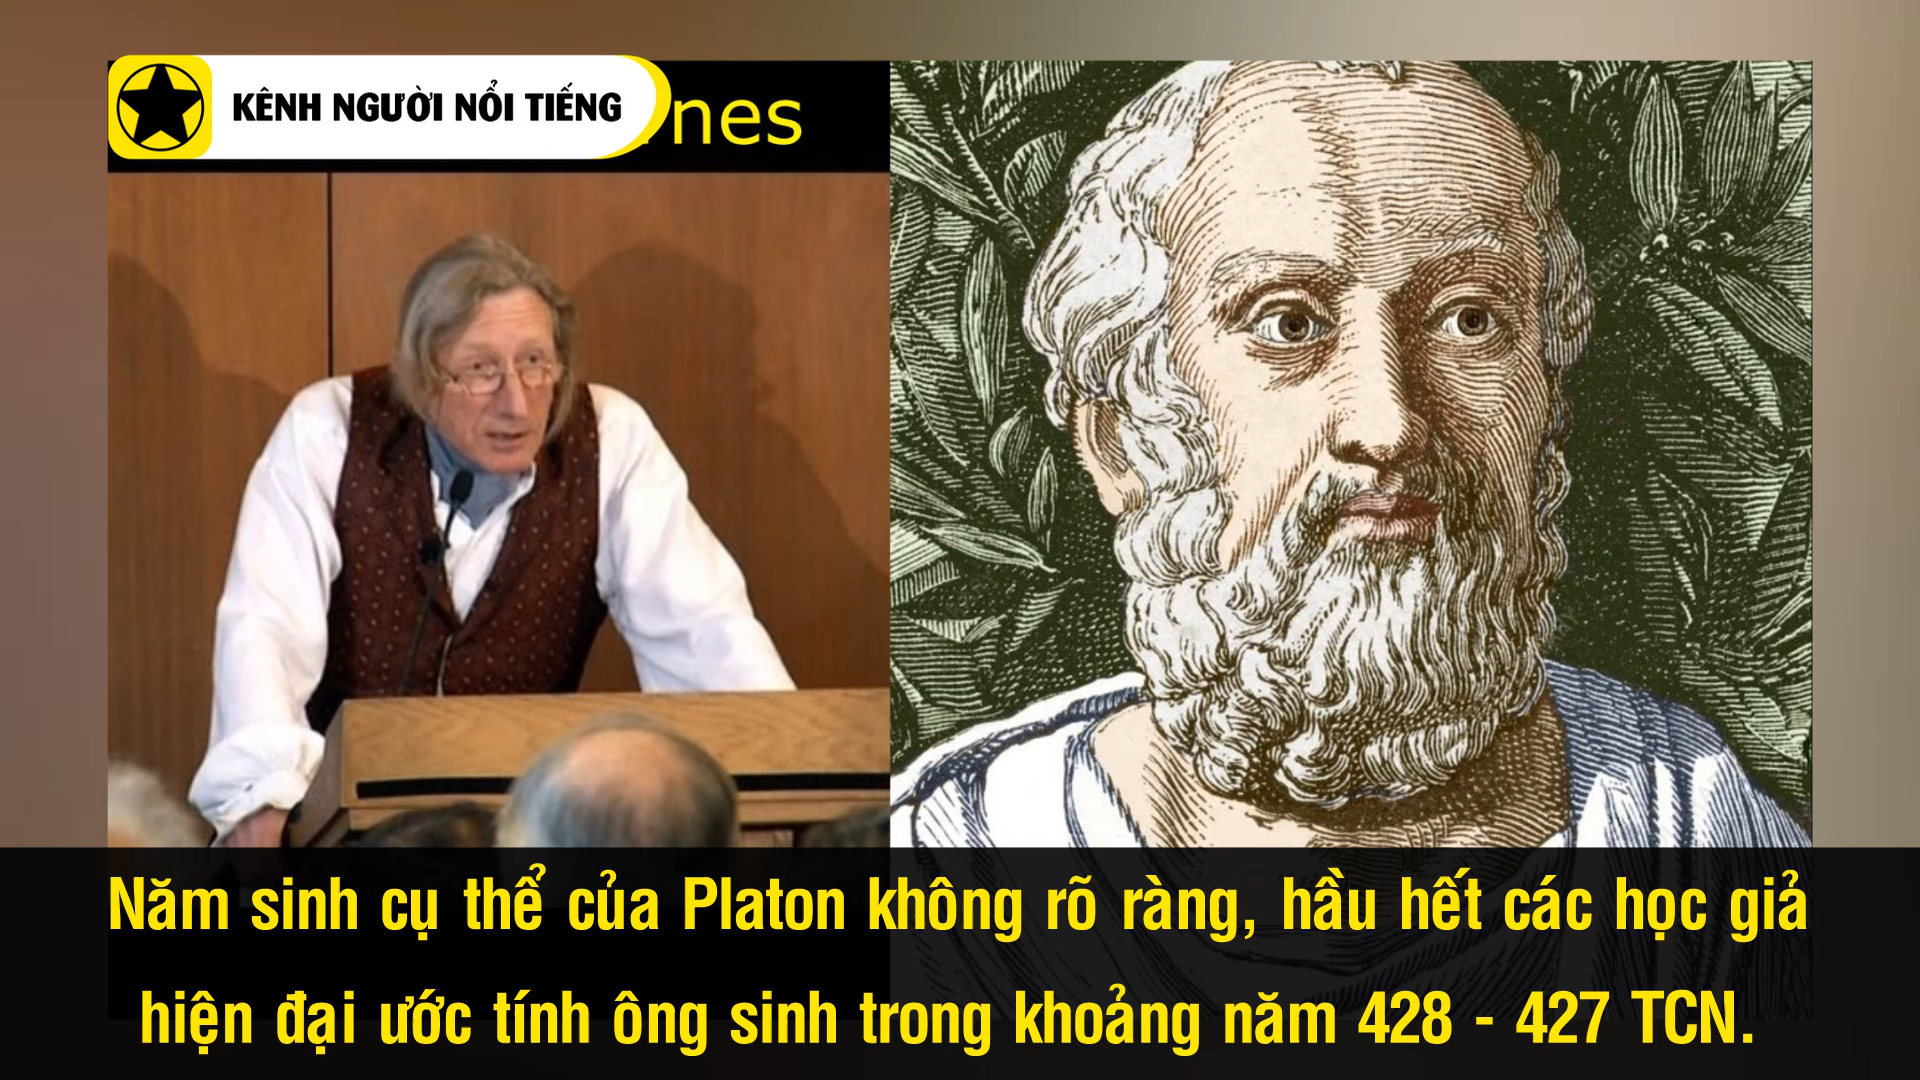 KÊNH NGƯỜI NỔI TIẾNG
nes
Năm sinh cụ thể của Platon không rõ ràng, hầu hết các học giả
hiện đại ước tính ông sinh trong khoảng năm 428 - 427 TCN.